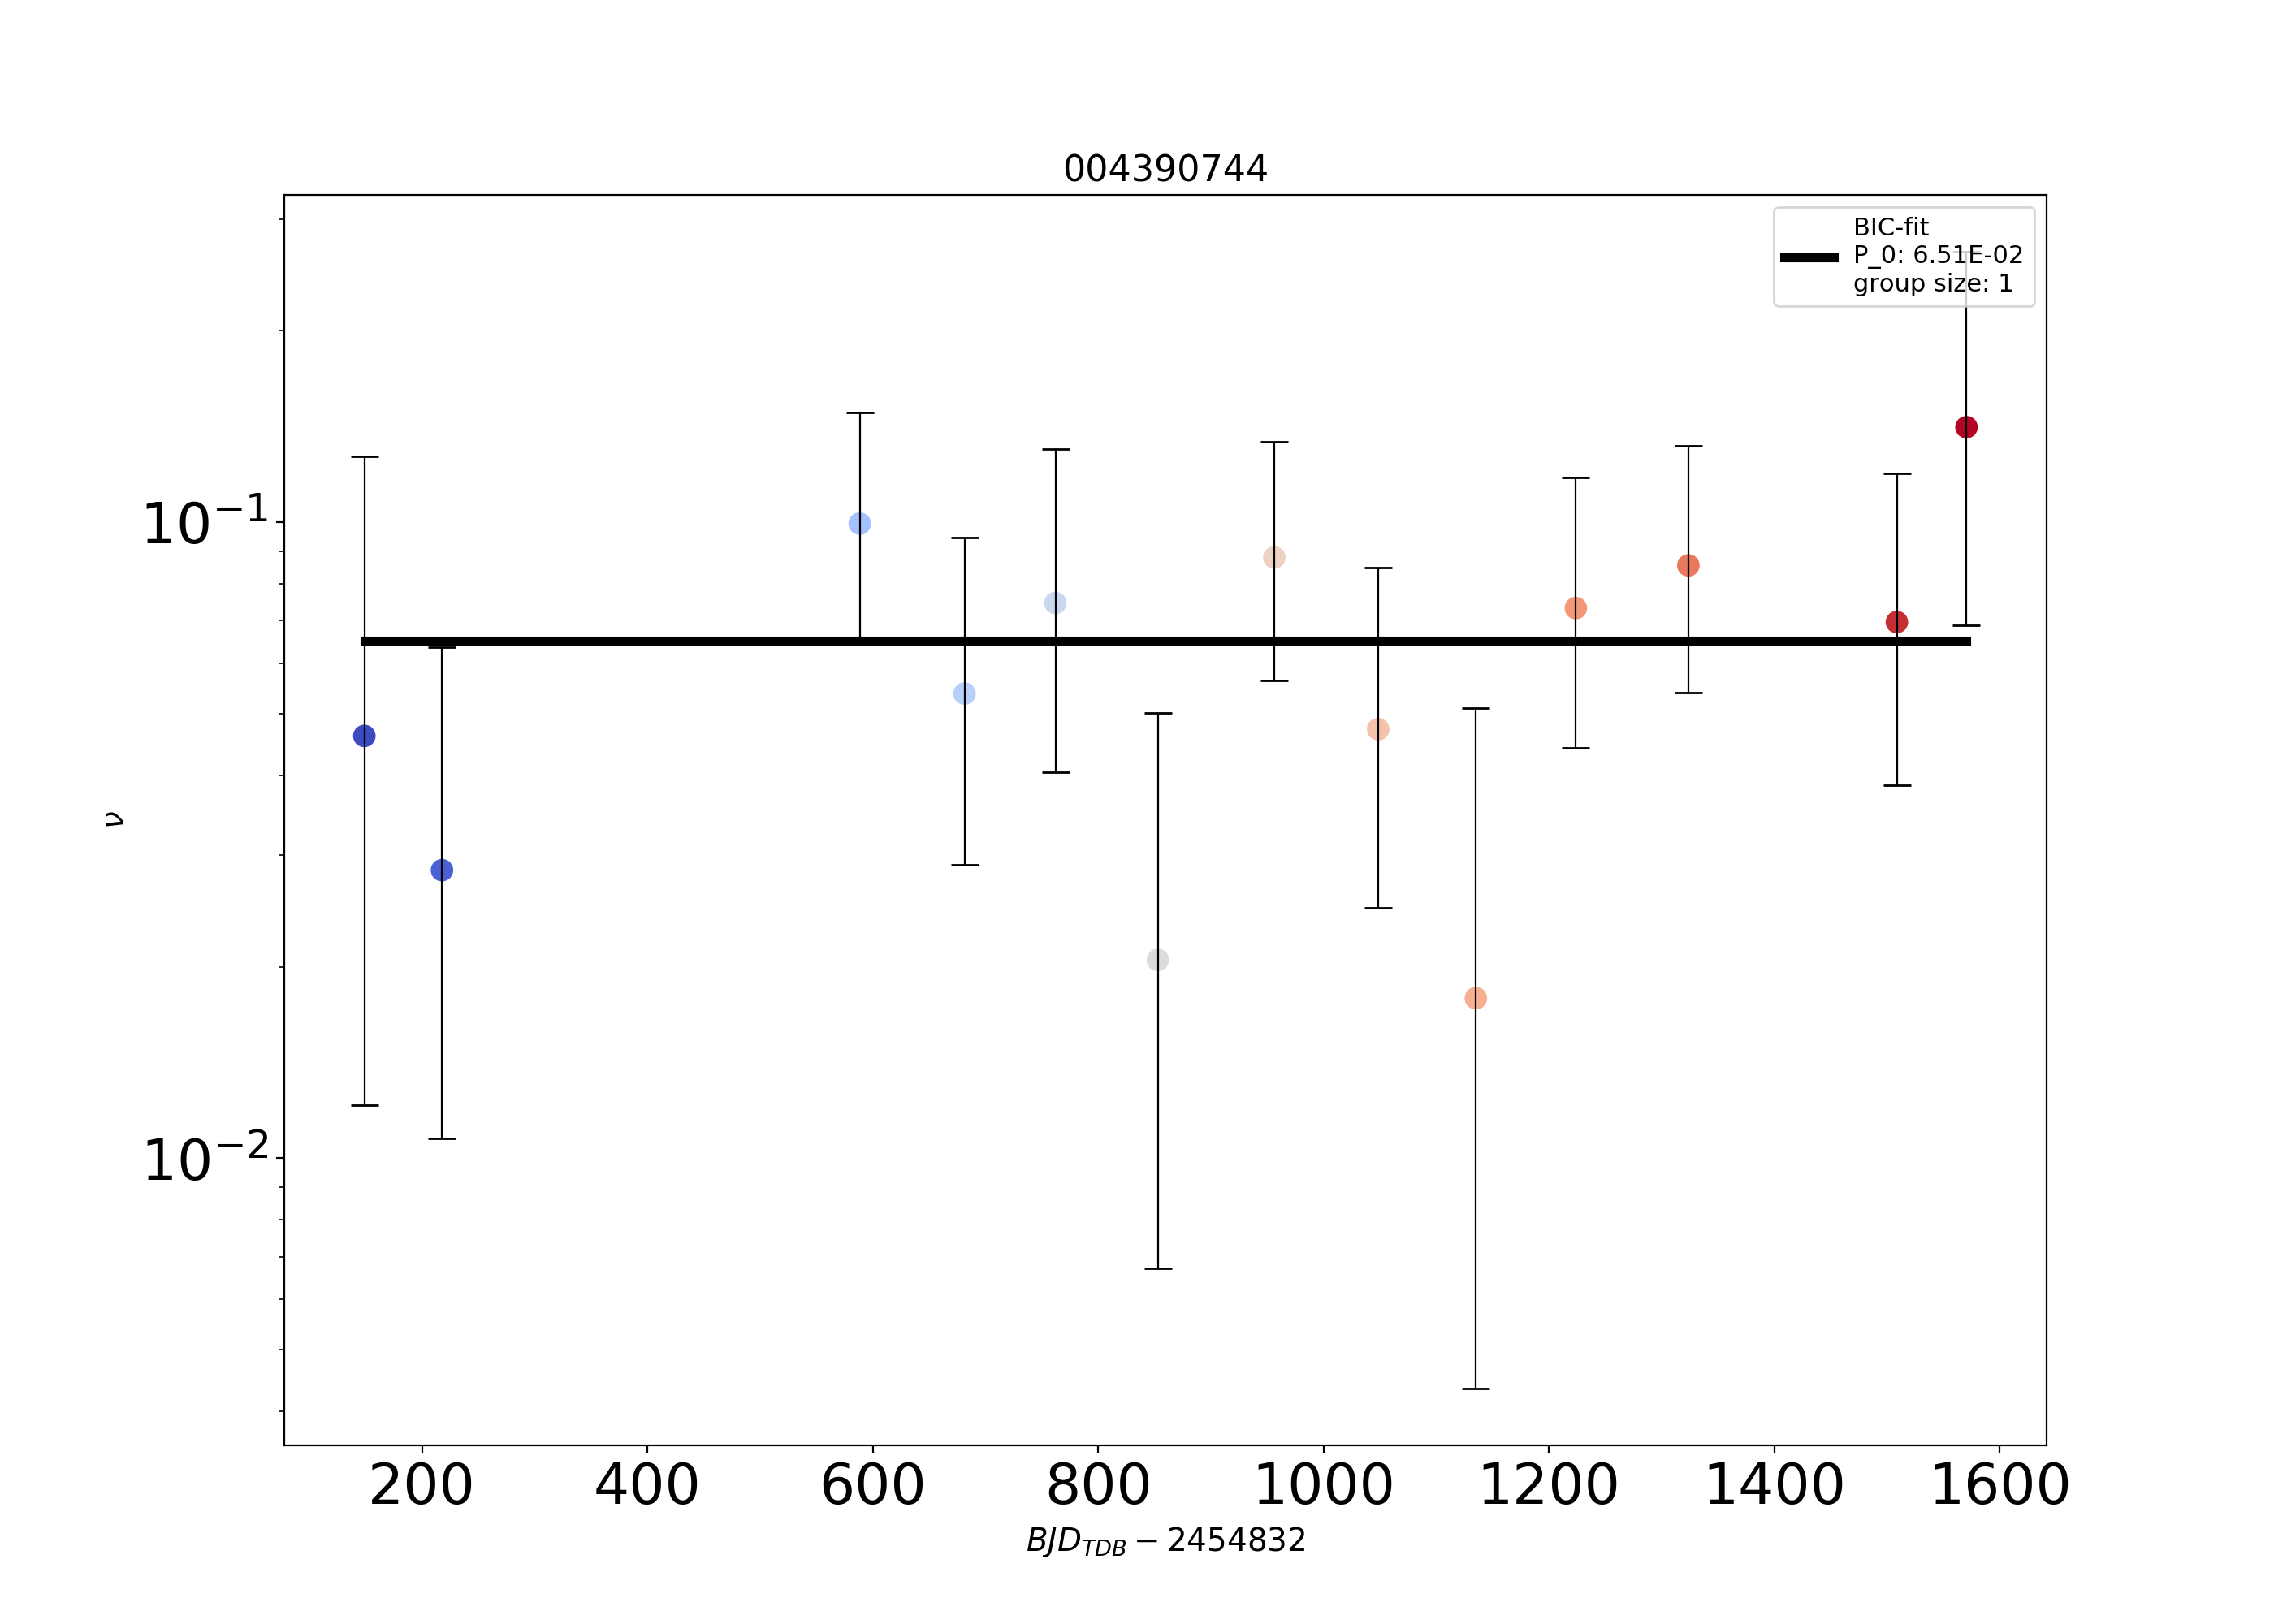 004390744
BIC-fit
P_0: 6.51E-02
group size: 1
10⁻¹
10⁻²
ν
200 400 600 800 1000 1200 1400 1600
BJD_TDB − 2454832